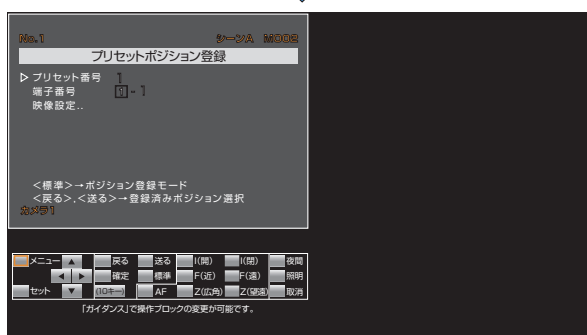 No.1 シーンA M002
プリセットポジション登録
▷プリセット番号 1
端子番号 1-1
映像設定..
<標準>→ポジション登録モード
<戻る>,<送る>→登録済みポジション選択
カメラ1
メニュー ▲ 戻る 送る I(開) I(閉) 夜間
◀ ▶ 確定 標準 F(近) F(遠) 照明
セット ▼ (10キー) AF Z(広角) Z(望遠) 取消
「ガイダンス」で操作ブロックの変更が可能です。